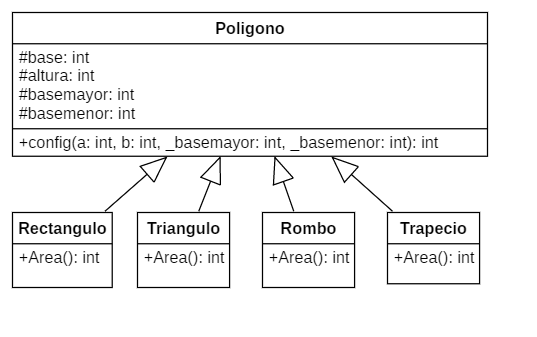 Poligono
#base: int
#altura: int
#basemayor: int
#basemenor: int
+config(a: int, b: int, _basemayor: int, _basemenor: int): int
Rectangulo
+Area(): int
Triangulo
+Area(): int
Rombo
+Area(): int
Trapecio
+Area(): int